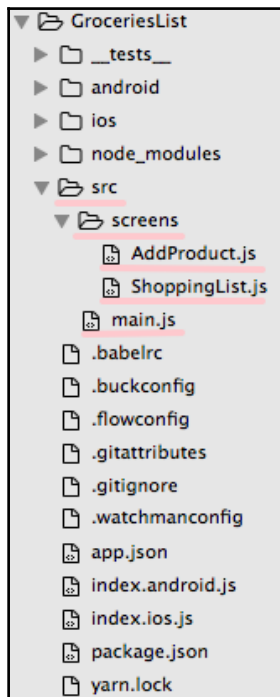 GroceriesList
__tests__
android
ios
node_modules
src
screens
AddProduct.js
ShoppingList.js
main.js
.babelrc
.buckconfig
.flowconfig
.gitattributes
.gitignore
.watchmanconfig
app.json
index.android.js
index.ios.js
package.json
yarn.lock